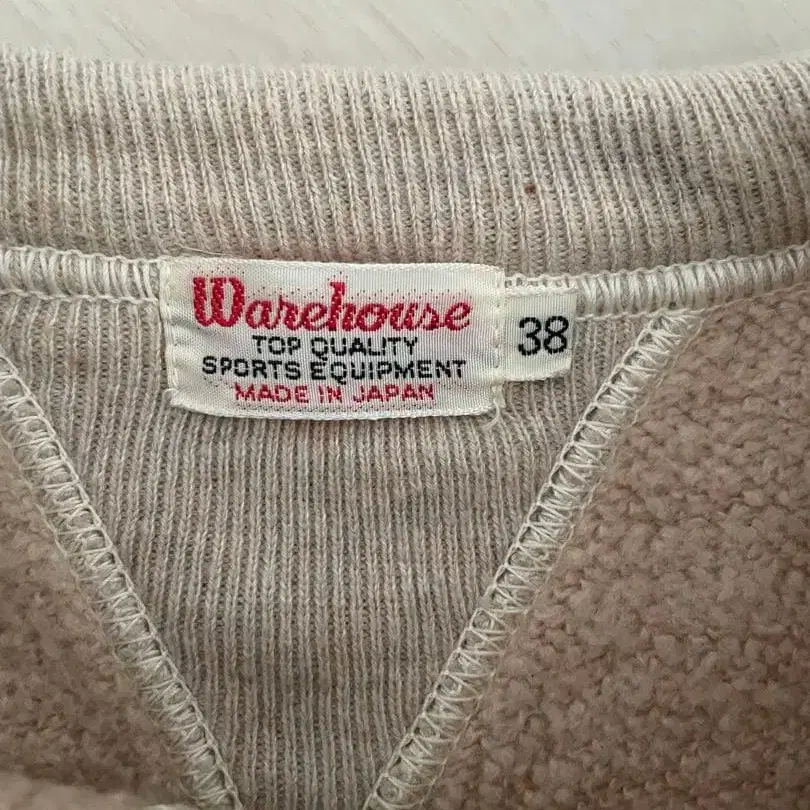 Warehouse
TOP QUALITY
SPORTS EQUIPMENT
MADE IN JAPAN
38